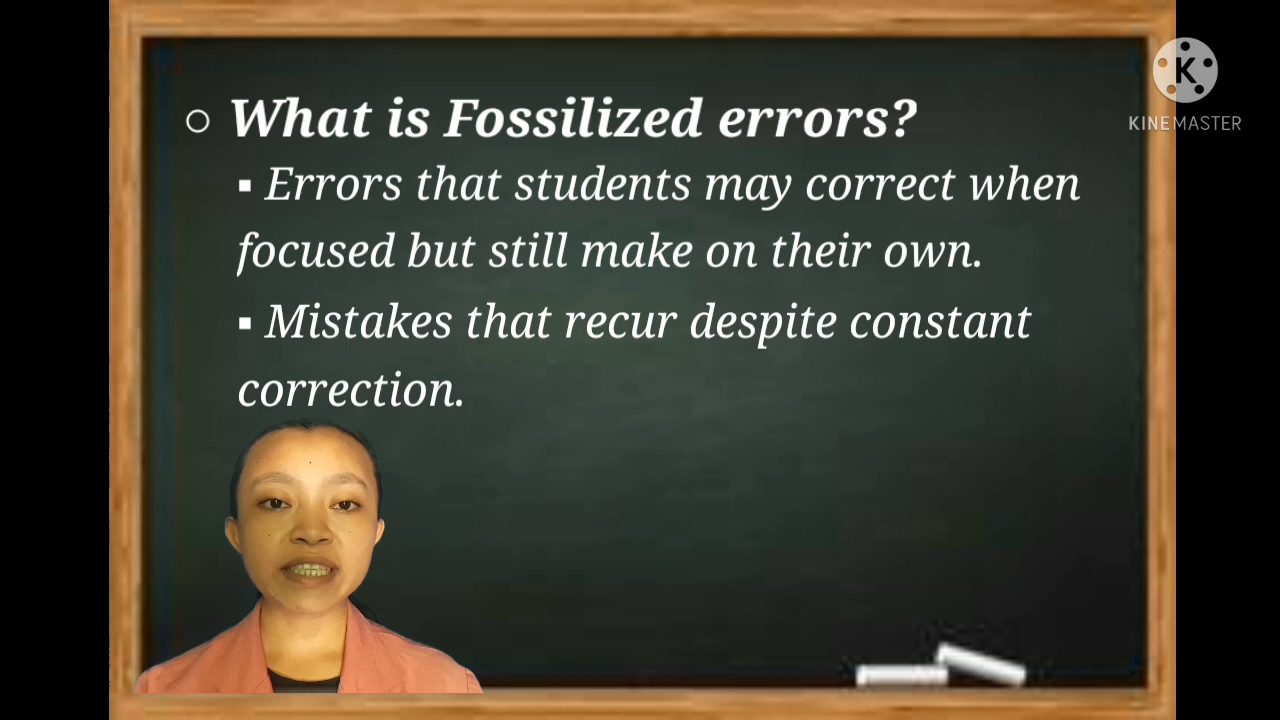 ○ What is Fossilized errors?
▪ Errors that students may correct when
focused but still make on their own.
▪ Mistakes that recur despite constant
correction.
K
KINEMASTER